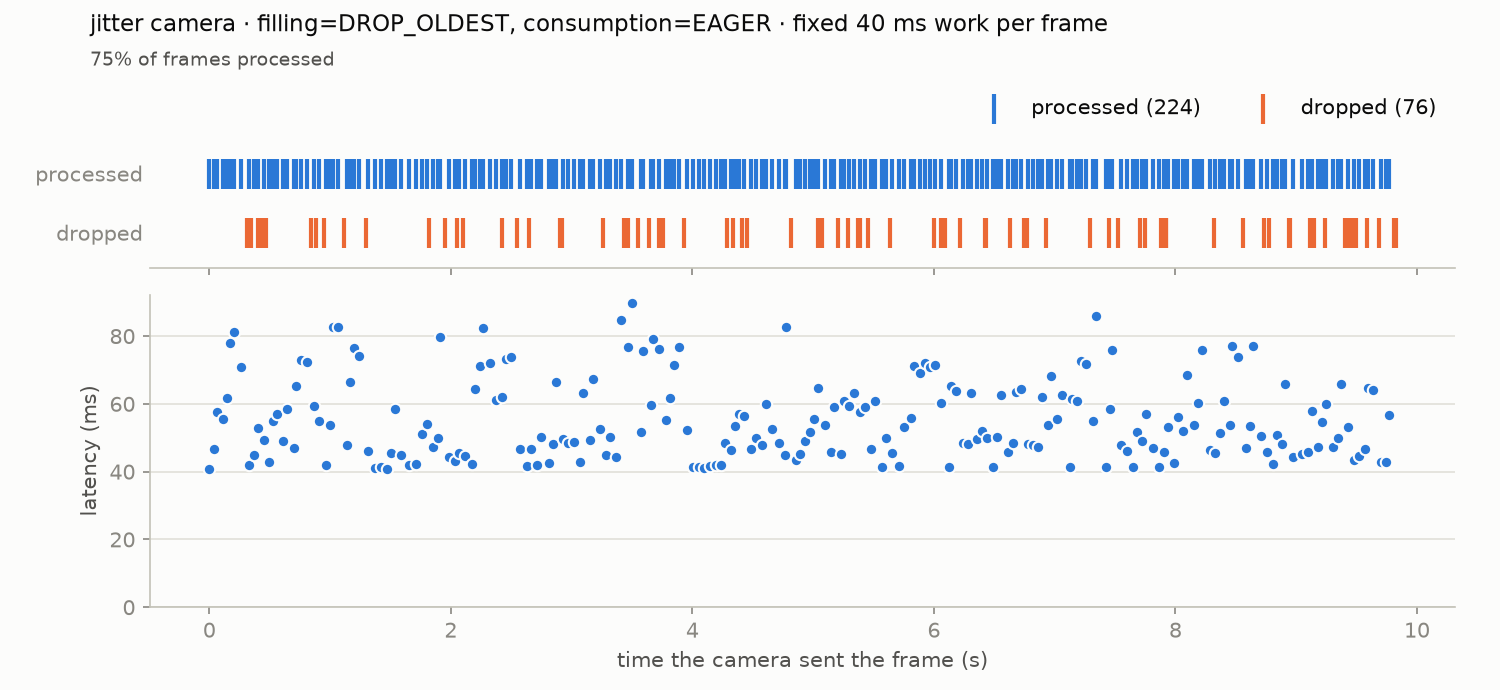 jitter camera · filling=DROP_OLDEST, consumption=EAGER · fixed 40 ms work per frame
75% of frames processed
processed (224)
dropped (76)
processed
dropped
latency (ms)
80
60
40
20
0
0 2 4 6 8 10
time the camera sent the frame (s)